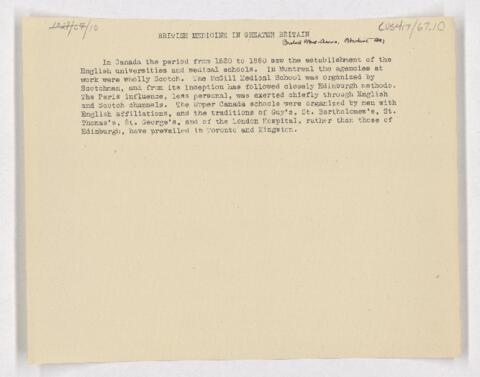 CUS417/67.10
BRITISH MEDICINE IN GREATER BRITAIN
In Canada the period from 1820 to 1860 saw the establishment of the
English universities and medical schools. In Montreal the agencies at
work were wholly Scotch. The McGill Medical School was organized by
Scotchmen, and from its inception has followed closely Edinburgh methods.
The Paris influence, less personal, was exerted chiefly through English
and Scotch channels. The Upper Canada schools were organized by men with
English affiliations, and the traditions of Guy's, St. Bartholomew's, St.
Thomas's, St. George's, and of the London Hospital, rather than those of
Edinburgh, have prevailed in Toronto and Kingston.